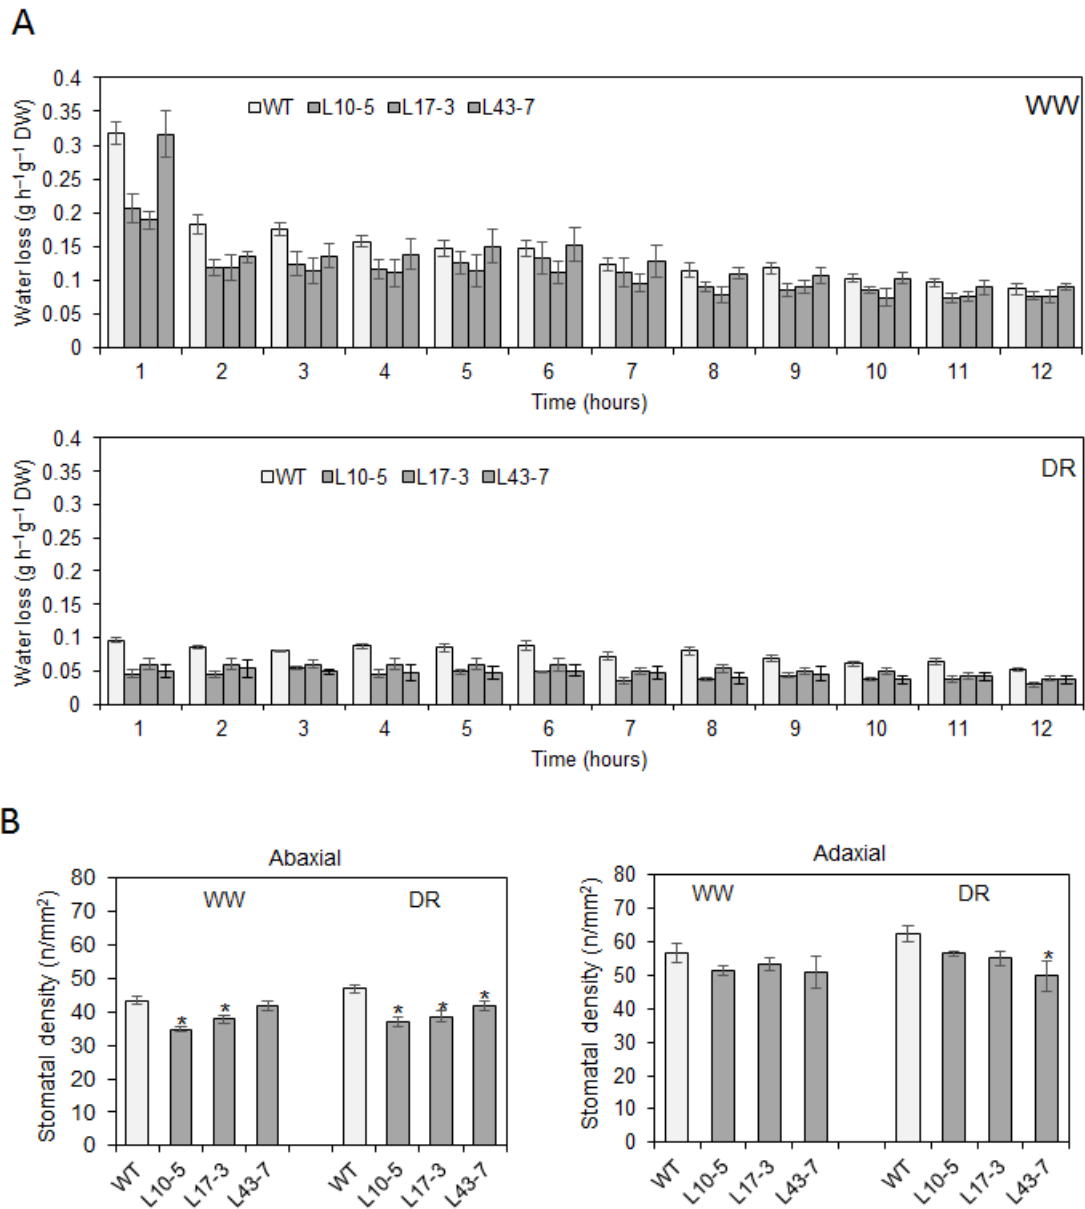 A
Water loss (g h⁻¹g⁻¹ DW)
0.4
0.35
0.3
0.25
0.2
0.15
0.1
0.05
0
WT L10-5 L17-3 L43-7
WW
1 2 3 4 5 6 7 8 9 10 11 12
Time (hours)
Water loss (g h⁻¹g⁻¹ DW)
0.4
0.35
0.3
0.25
0.2
0.15
0.1
0.05
0
WT L10-5 L17-3 L43-7
DR
1 2 3 4 5 6 7 8 9 10 11 12
Time (hours)
B
Abaxial
Stomatal density (n/mm²)
80
70
60
50
40
30
20
10
0
WW DR
* * * * *
WT L10-5 L17-3 L43-7 WT L10-5 L17-3 L43-7
Adaxial
Stomatal density (n/mm²)
80
70
60
50
40
30
20
10
0
WW DR
*
WT L10-5 L17-3 L43-7 WT L10-5 L17-3 L43-7